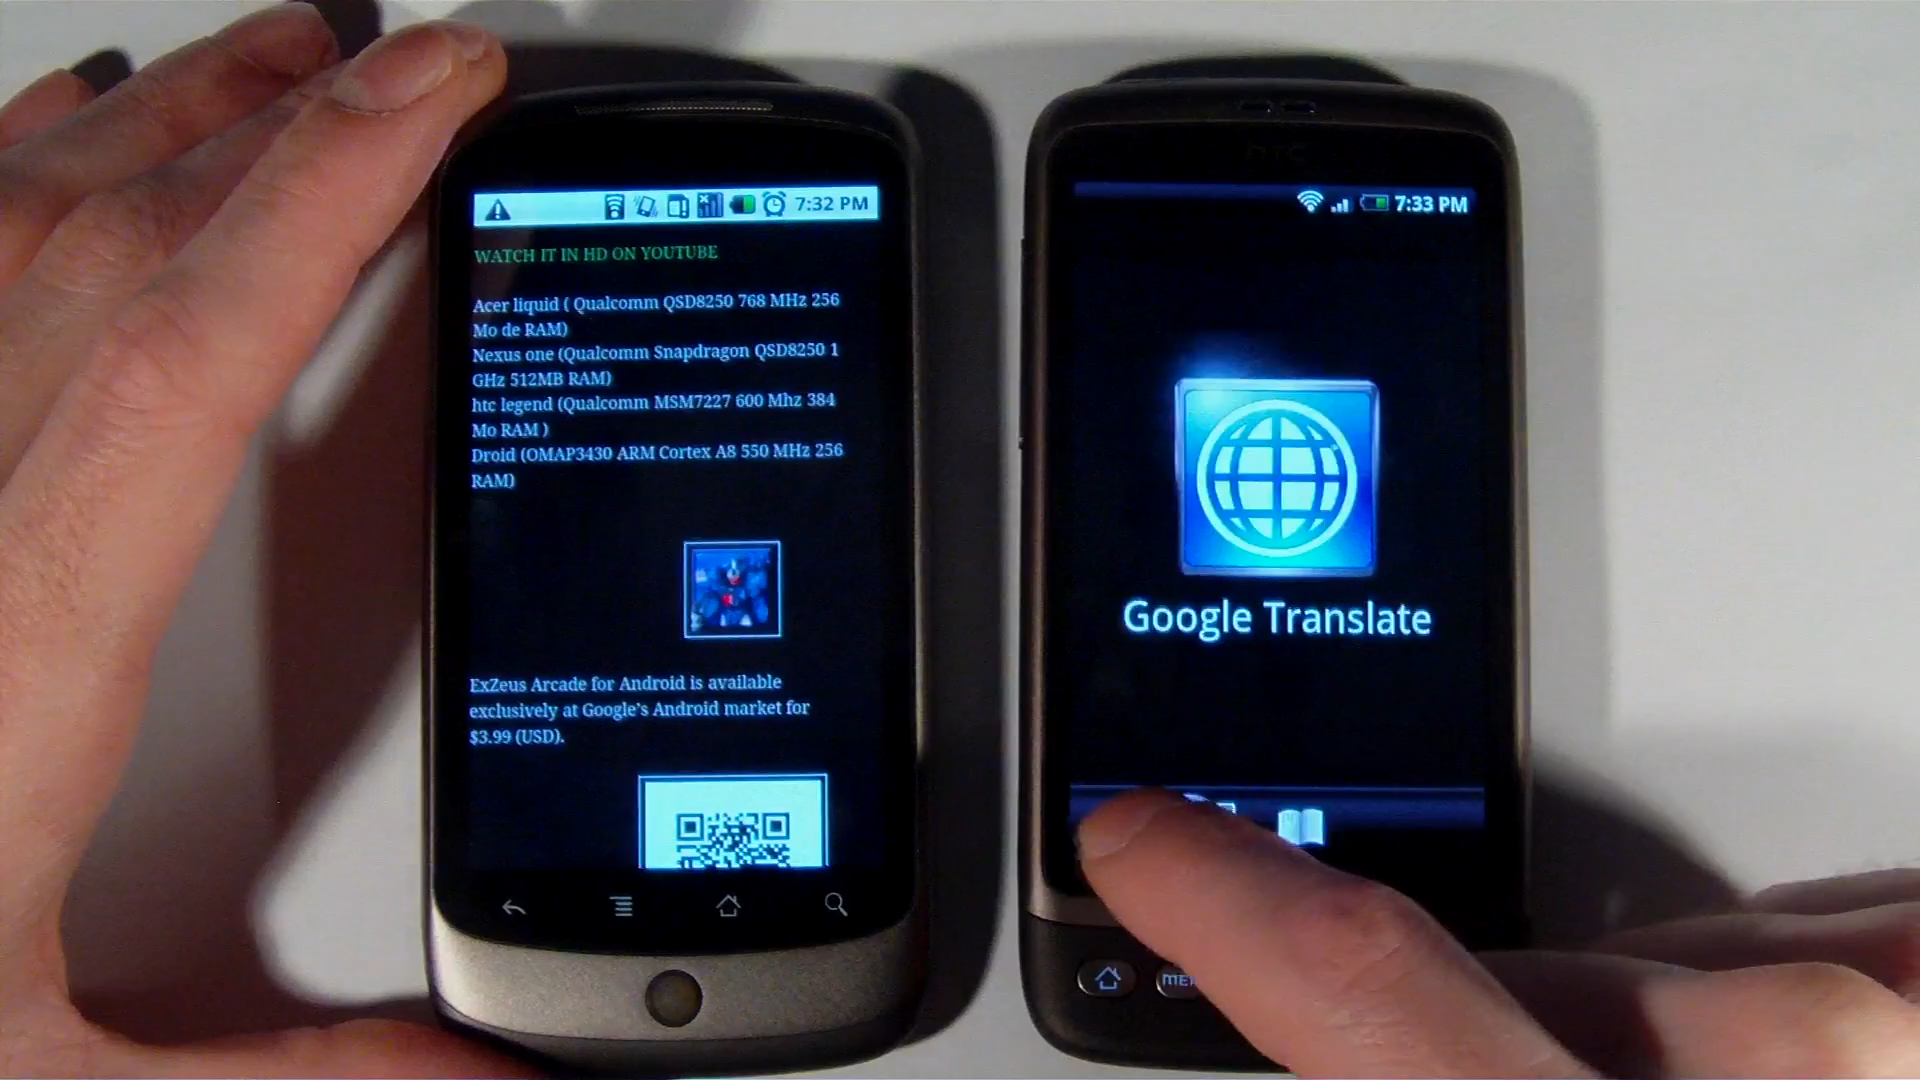 7:32 PM
WATCH IT IN HD ON YOUTUBE
Acer liquid ( Qualcomm QSD8250 768 MHz 256
Mo de RAM)
Nexus one (Qualcomm Snapdragon QSD8250 1
GHz 512MB RAM)
htc legend (Qualcomm MSM7227 600 Mhz 384
Mo RAM )
Droid (OMAP3430 ARM Cortex A8 550 MHz 256
RAM)
ExZeus Arcade for Android is available
exclusively at Google's Android market for
$3.99 (USD).
hTC
7:33 PM
Google Translate